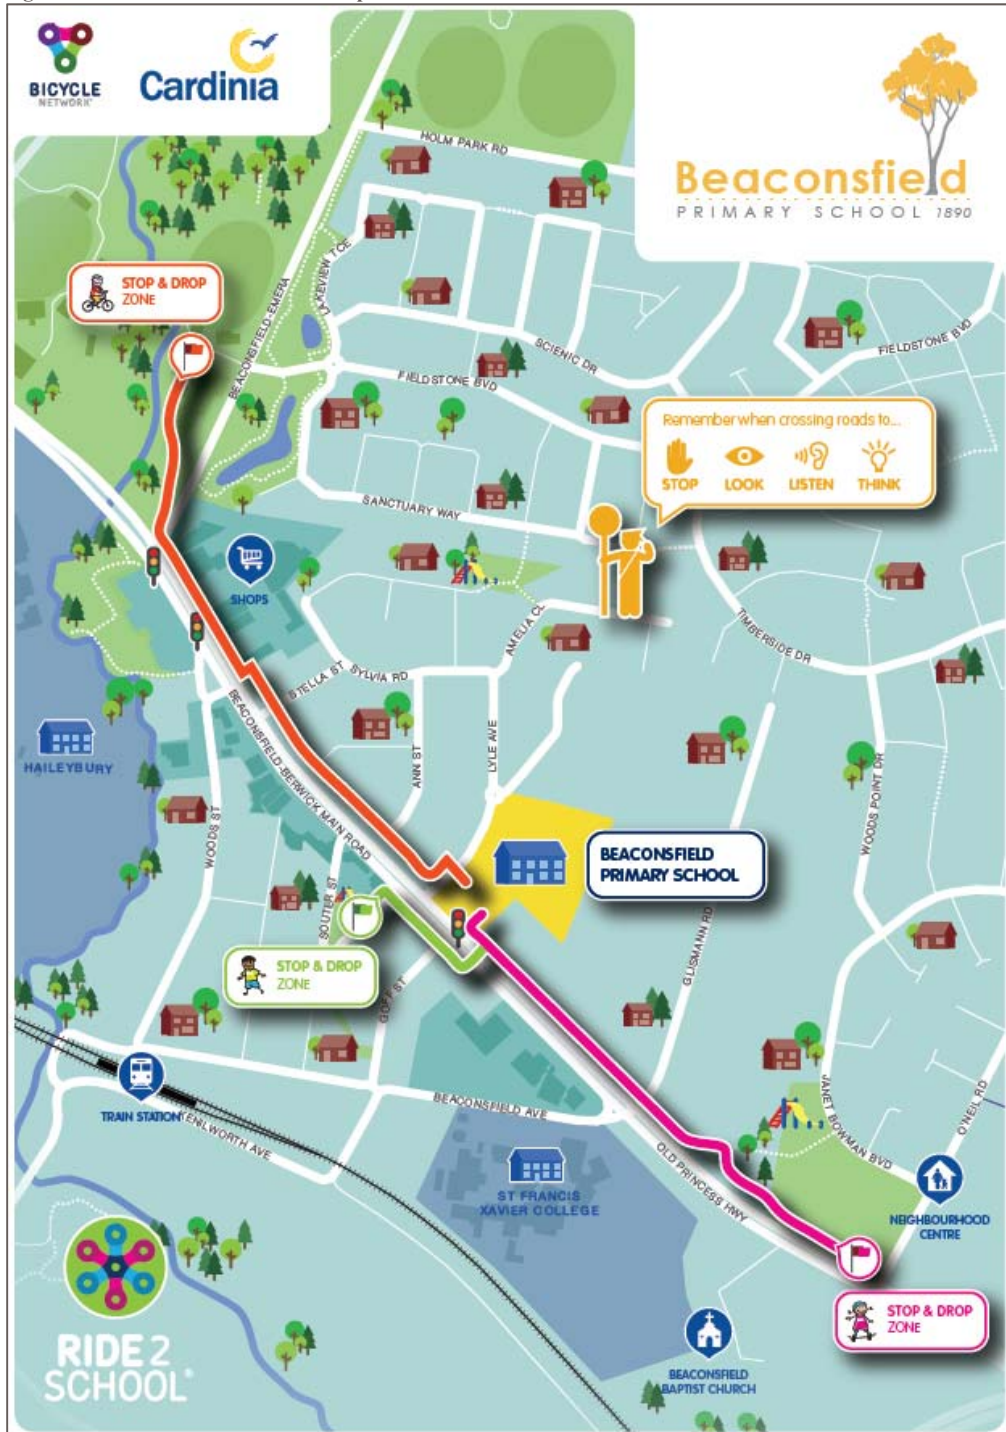 BICYCLE
NETWORK
Cardinia
Beaconsfield
PRIMARY SCHOOL 1890
HOLM PARK RD
STOP & DROP
ZONE
LAKEVIEW TCE
BEACONSFIELD-EMERA
SCIENIC DR
FIELDSTONE BVD
FIELDSTONE BVD
Remember when crossing roads to...
STOP LOOK LISTEN THINK
SANCTUARY WAY
SHOPS
AMELIA CL
TIMBERSIDE DR
STELLA ST
SYLVIA RD
BEACONSFIELD-BERWICK MAIN ROAD
HAILEYBURY
ANN ST
LYLE AVE
WOODS ST
WOODS POINT DR
BEACONSFIELD
PRIMARY SCHOOL
SOUTER ST
GLISMANN RD
STOP & DROP
ZONE
GOFF ST
TRAIN STATION
KENILWORTH AVE
BEACONSFIELD AVE
JANET BOWMAN BVD
O'NEIL RD
OLD PRINCESS HWY
ST FRANCIS
XAVIER COLLEGE
NEIGHBOURHOOD
CENTRE
STOP & DROP
ZONE
RIDE2
SCHOOL
BEACONSFIELD
BAPTIST CHURCH